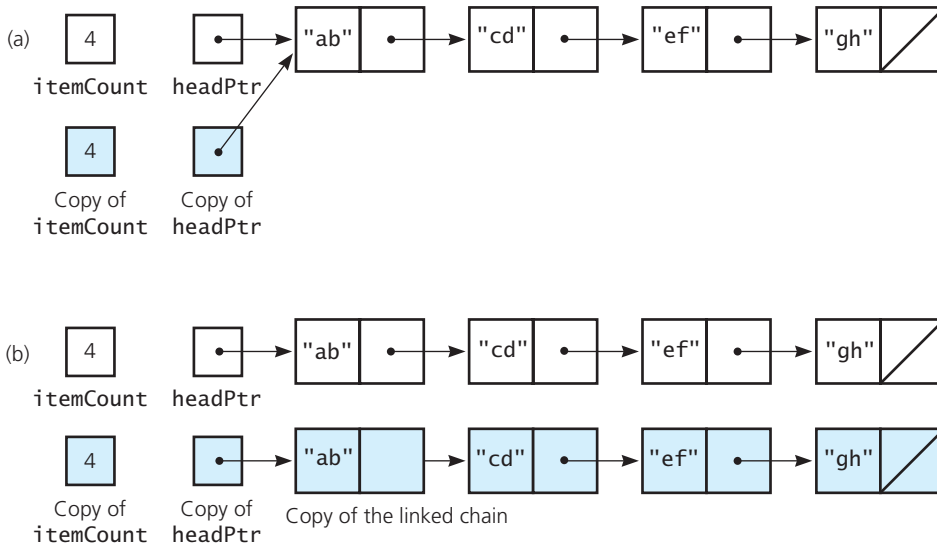 (a) 4 "ab" "cd" "ef" "gh"
itemCount headPtr
4
Copy of Copy of
itemCount headPtr
(b) 4 "ab" "cd" "ef" "gh"
itemCount headPtr
4 "ab" "cd" "ef" "gh"
Copy of Copy of Copy of the linked chain
itemCount headPtr